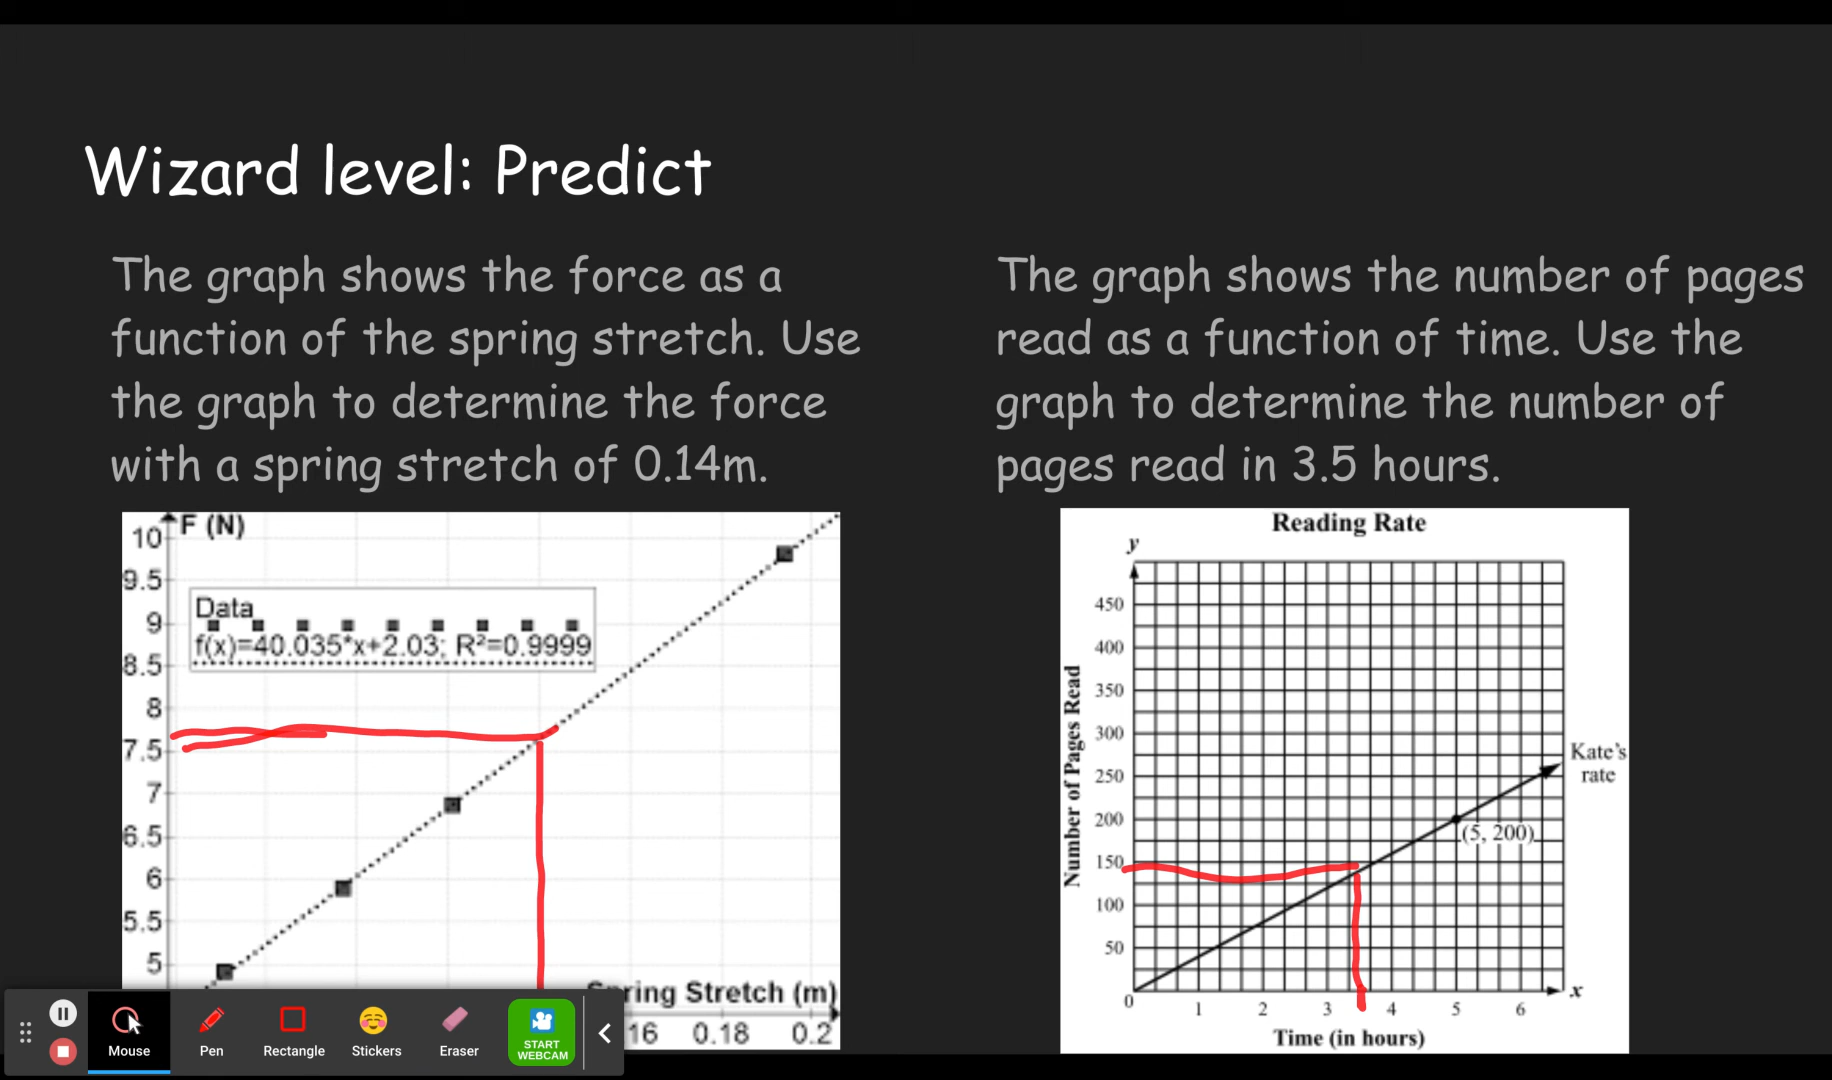 Wizard level: Predict
The graph shows the force as a
function of the spring stretch. Use
the graph to determine the force
with a spring stretch of 0.14m.
The graph shows the number of pages
read as a function of time. Use the
graph to determine the number of
pages read in 3.5 hours.
F (N)
10
9.5
9
8.5
8
7.5
7
6.5
6
5.5
5
Data
f(x)=40.035*x+2.03; R²=0.9999
Stretch (m)
16 0.18 0.2
Reading Rate
y
Number of Pages Read
450
400
350
300
250
200
150
100
50
0 1 2 3 4 5 6
x
Kate's
rate
(5, 200)
Time (in hours)
Mouse Pen Rectangle Stickers Eraser
START
WEBCAM